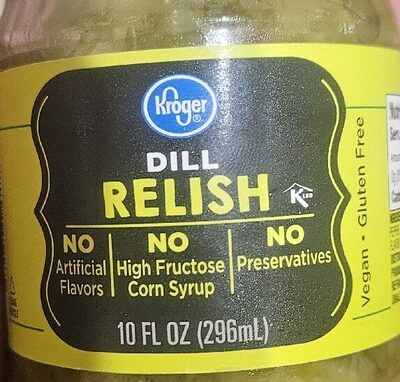 Kroger®
DILL
RELISH
K
NO
Artificial
Flavors
NO
High Fructose
Corn Syrup
NO
Preservatives
10 FL OZ (296mL)
Vegan • Gluten Free